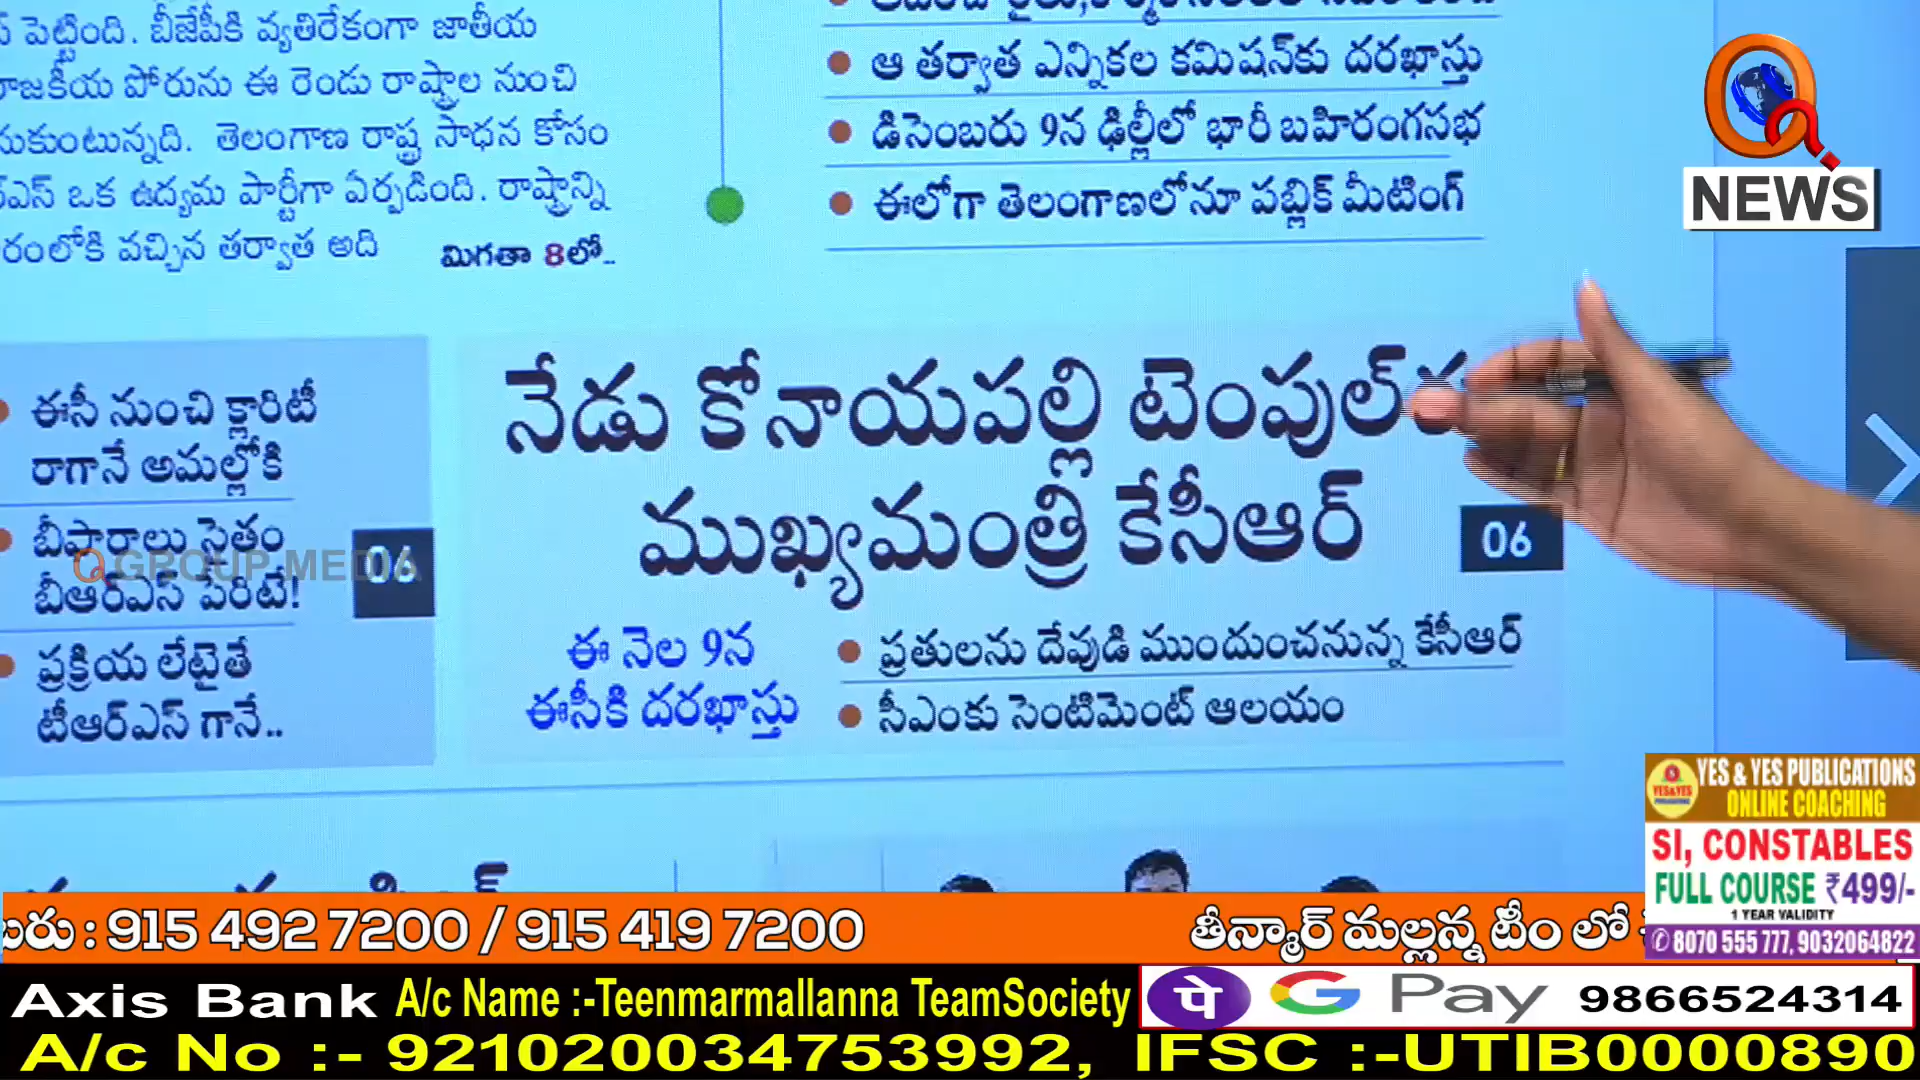 పెట్టింది. బీజేపీకి వ్యతిరేకంగా జాతీయ
పోరును ఈ రెండు రాష్ట్రాల నుంచి
తెలంగాణ రాష్ట్ర సాధన కోసం
ఒక ఉద్యమ పార్టీగా ఏర్పడింది. రాష్ట్రాన్ని
వచ్చిన తర్వాత అది
మిగతా 8లో..
ఆ తర్వాత ఎన్నికల కమిషన్‌కు దరఖాస్తు
డిసెంబరు 9న ఢిల్లీలో భారీ బహిరంగసభ
ఈలోగా తెలంగాణలోనూ పబ్లిక్ మీటింగ్
Q NEWS
ఈసీ నుంచి క్లారిటీ
రాగానే అమల్లోకి
బీఫారాలు సైతం
బీఆర్ఎస్ పేరిటే!
ప్రక్రియ లేటైతే
టీఆర్ఎస్ గానే..
06
Q GROUP MEDIA
నేడు కోనాయపల్లి టెంపుల్‌
ముఖ్యమంత్రి కేసీఆర్
06
ఈ నెల 9న
ఈసీకి దరఖాస్తు
ప్రతులను దేవుడి ముందుంచనున్న కేసీఆర్
సీఎంకు సెంటిమెంట్ ఆలయం
YES & YES PUBLICATIONS
ONLINE COACHING
SI, CONSTABLES
FULL COURSE ₹499/-
1 YEAR VALIDITY
8070 555 777, 9032064822
: 915 492 7200 / 915 419 7200
తీన్మార్ మల్లన్న టీం లో
Axis Bank A/c Name :-Teenmarmallanna TeamSociety
पे G Pay 9866524314
A/c No :- 921020034753992, IFSC :-UTIB0000890